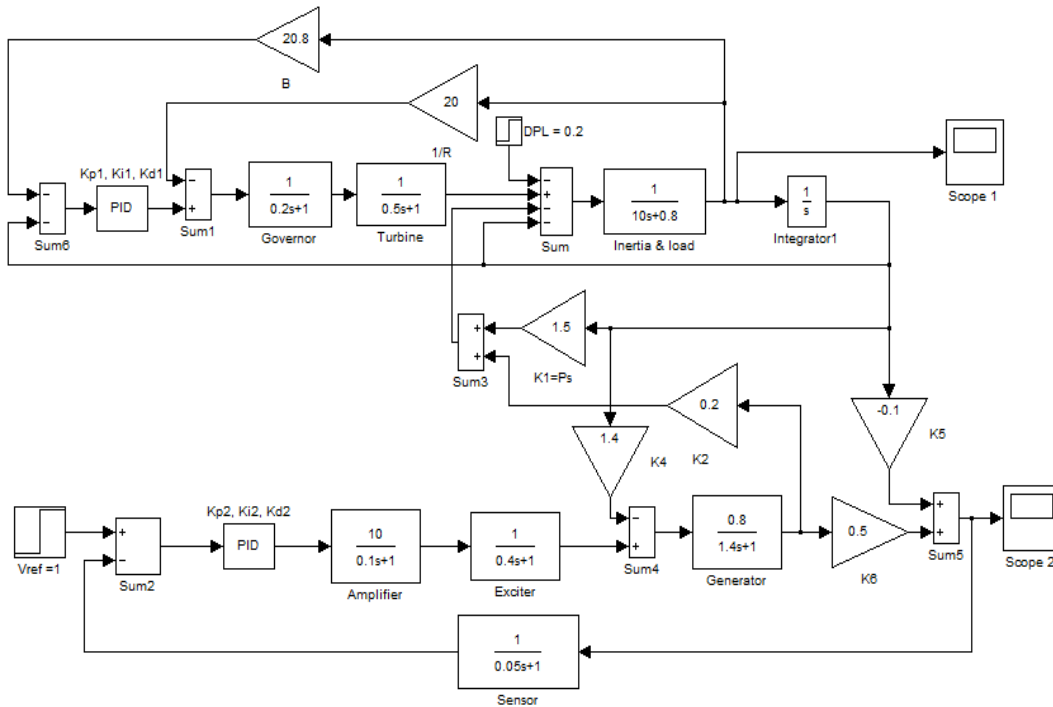 20.8
B
20
DPL = 0.2
1/R
Kp1, Ki1, Kd1
−
−
Sum6
PID
−
+
Sum1
1
0.2s+1
Governor
1
0.5s+1
Turbine
−
+
−
−
Sum
1
10s+0.8
Inertia & load
1
s
Integrator1
Scope 1
+
+
Sum3
1.5
K1=Ps
0.2
K2
1.4
K4
-0.1
K5
Vref =1
+
−
Sum2
Kp2, Ki2, Kd2
PID
10
0.1s+1
Amplifier
1
0.4s+1
Exciter
−
+
Sum4
0.8
1.4s+1
Generator
0.5
K6
+
+
Sum5
Scope 2
1
0.05s+1
Sensor